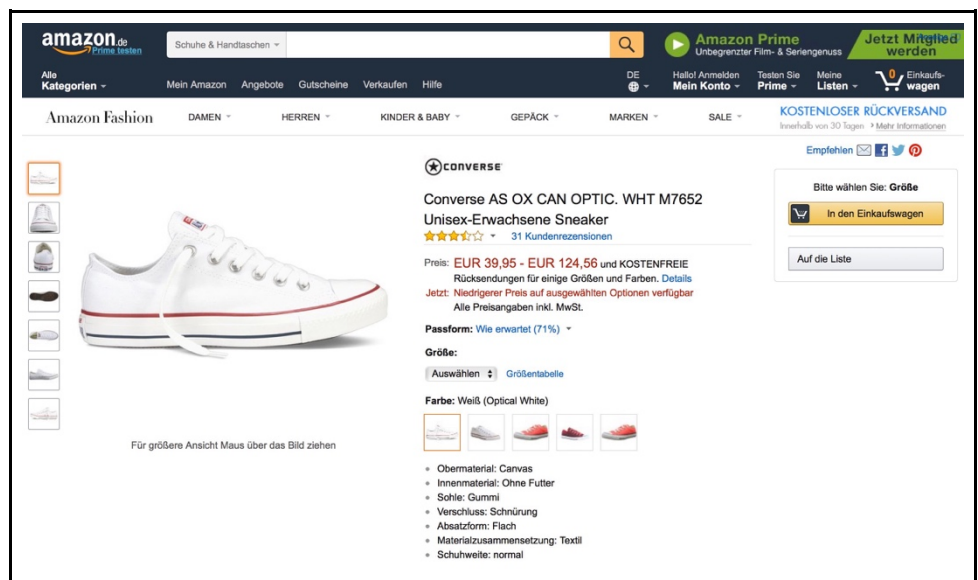 amazon.de
Prime testen
Schuhe & Handtaschen
Amazon Prime
Unbegrenzter Film- & Seriengenuss
Jetzt Mitglied
werden
Alle
Kategorien
Mein Amazon Angebote Gutscheine Verkaufen Hilfe
DE
Hallo! Anmelden
Mein Konto
Testen Sie
Prime
Meine
Listen
0
Einkaufs-
wagen
Amazon Fashion
DAMEN HERREN KINDER & BABY GEPÄCK MARKEN SALE
KOSTENLOSER RÜCKVERSAND
Innerhalb von 30 Tagen › Mehr Informationen
Empfehlen
CONVERSE
Converse AS OX CAN OPTIC. WHT M7652
Unisex-Erwachsene Sneaker
31 Kundenrezensionen
Preis: EUR 39,95 - EUR 124,56 und KOSTENFREIE
Rücksendungen für einige Größen und Farben. Details
Jetzt: Niedrigerer Preis auf ausgewählten Optionen verfügbar
Alle Preisangaben inkl. MwSt.
Passform: Wie erwartet (71%)
Größe:
Auswählen Größentabelle
Farbe: Weiß (Optical White)
Obermaterial: Canvas
Innenmaterial: Ohne Futter
Sohle: Gummi
Verschluss: Schnürung
Absatzform: Flach
Materialzusammensetzung: Textil
Schuhweite: normal
Für größere Ansicht Maus über das Bild ziehen
Bitte wählen Sie: Größe
In den Einkaufswagen
Auf die Liste